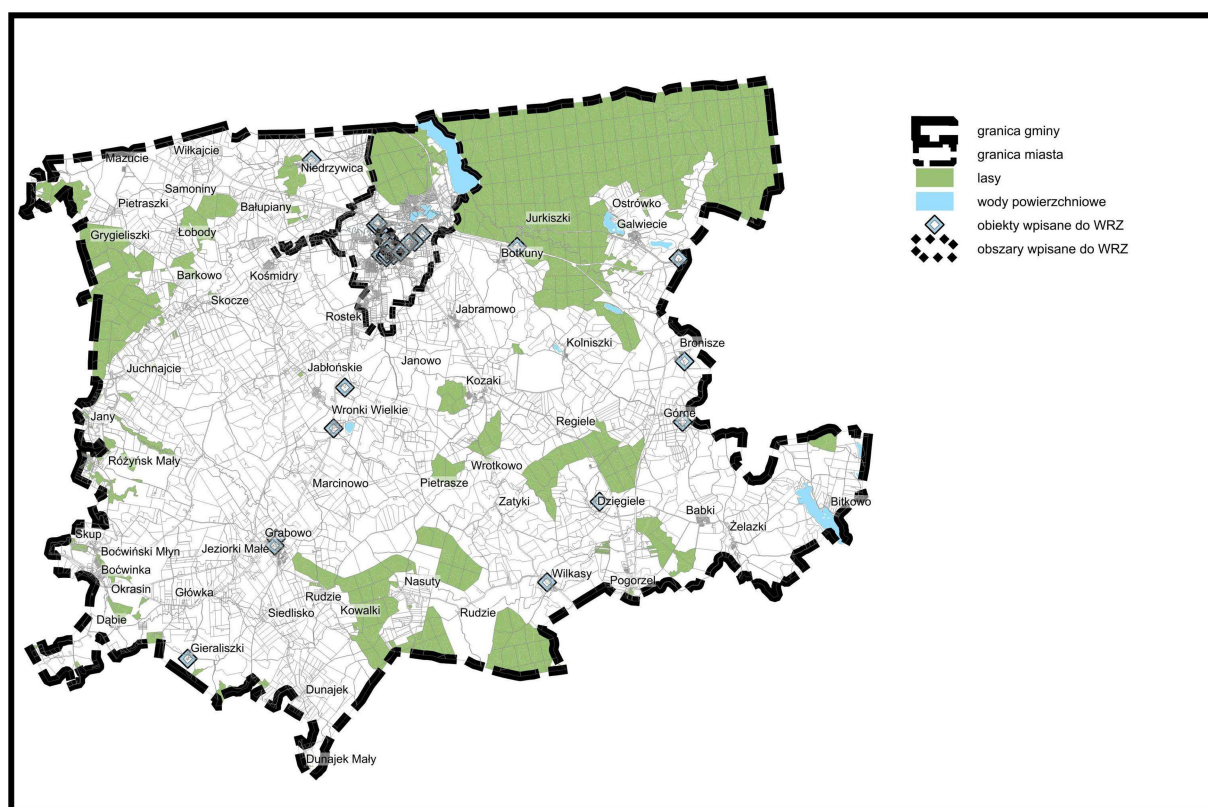 granica gminy
granica miasta
lasy
wody powierzchniowe
obiekty wpisane do WRZ
obszary wpisane do WRZ
Mazucie
Wiłkajcie
Niedrzywica
Samoniny
Pietraszki
Bałupiany
Ostrówko
Jurkiszki
Galwiecie
Grygieliszki
Łobody
Botkuny
Barkowo
Kośmidry
Skocze
Jabramowo
Rostek
Kolniszki
Bronisze
Janowo
Juchnajcie
Jabłońskie
Kozaki
Wronki Wielkie
Górne
Jany
Regiele
Różyńsk Mały
Wrotkowo
Marcinowo
Pietrasze
Zatyki
Dzięgiele
Bitkowo
Babki
Żelazki
Skup
Grabowo
Jeziorki Małe
Boćwiński Młyn
Boćwinka
Wilkasy
Pogorzel
Nasuty
Okrasin
Główka
Rudzie
Kowalki
Siedlisko
Rudzie
Dąbie
Gieraliszki
Dunajek
Dunajek Mały